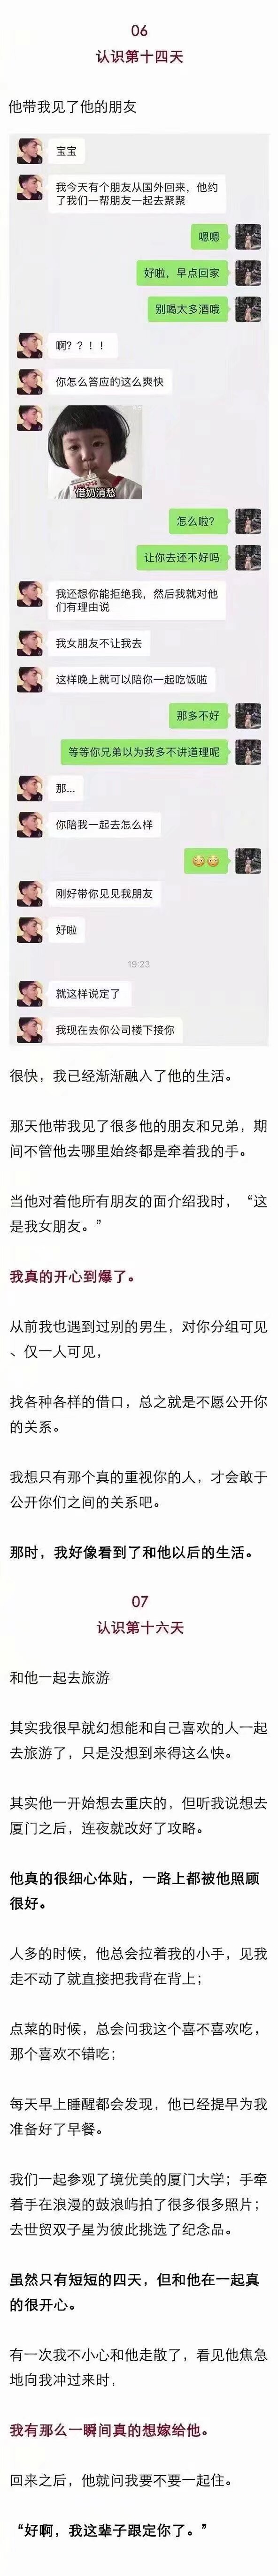 06
认识第十四天
他带我见了他的朋友
宝宝
我今天有个朋友从国外回来，他约
了我们一帮朋友一起去聚聚
嗯嗯
好啦，早点回家
别喝太多酒哦
啊？？！！
你怎么答应的这么爽快
借奶消愁
怎么啦？
让你去还不好吗
我还想你能拒绝我，然后我就对他
们有理由说
我女朋友不让我去
这样晚上就可以陪你一起吃饭啦
那多不好
等等你兄弟以为我多不讲道理呢
那...
你陪我一起去怎么样
刚好带你见见我朋友
好啦
19:23
就这样说定了
我现在去你公司楼下接你
很快，我已经渐渐融入了他的生活。
那天他带我见了很多他的朋友和兄弟，期
间不管他去哪里始终都是牵着我的手。
当他对着他所有朋友的面介绍我时，“这
是我女朋友。”
我真的开心到爆了。
从前我也遇到过别的男生，对你分组可见
、仅一人可见，
找各种各样的借口，总之就是不愿公开你
的关系。
我想只有那个真的重视你的人，才会敢于
公开你们之间的关系吧。
那时，我好像看到了和他以后的生活。
07
认识第十六天
和他一起去旅游
其实我很早就幻想能和自己喜欢的人一起
去旅游了，只是没想到来得这么快。
其实他一开始想去重庆的，但听我说想去
厦门之后，连夜就改好了攻略。
他真的很细心体贴，一路上都被他照顾
很好。
人多的时候，他总会拉着我的小手，见我
走不动了就直接把我背在背上；
点菜的时候，总会问我这个喜不喜欢吃，
那个喜欢不错吃；
每天早上睡醒都会发现，他已经提早为我
准备好了早餐。
我们一起参观了境优美的厦门大学；手牵
着手在浪漫的鼓浪屿拍了很多很多照片；
去世贸双子星为彼此挑选了纪念品。
虽然只有短短的四天，但和他在一起真
的很开心。
有一次我不小心和他走散了，看见他焦急
地向我冲过来时，
我有那么一瞬间真的想嫁给他。
回来之后，他就问我要不要一起住。
“好啊，我这辈子跟定你了。”